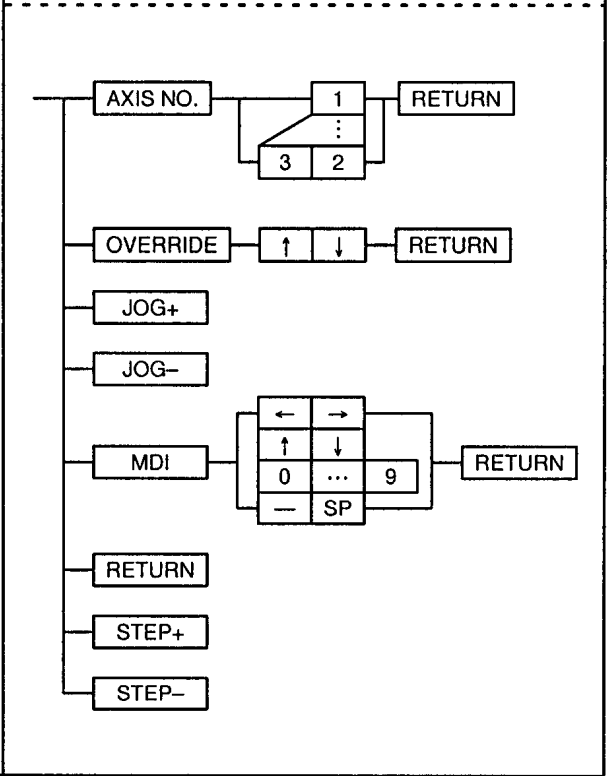 AXIS NO. 1 RETURN
⋮
3 2
OVERRIDE ↑ ↓ RETURN
JOG+
JOG–
← →
↑ ↓
MDI 0 ... 9 RETURN
— SP
RETURN
STEP+
STEP–